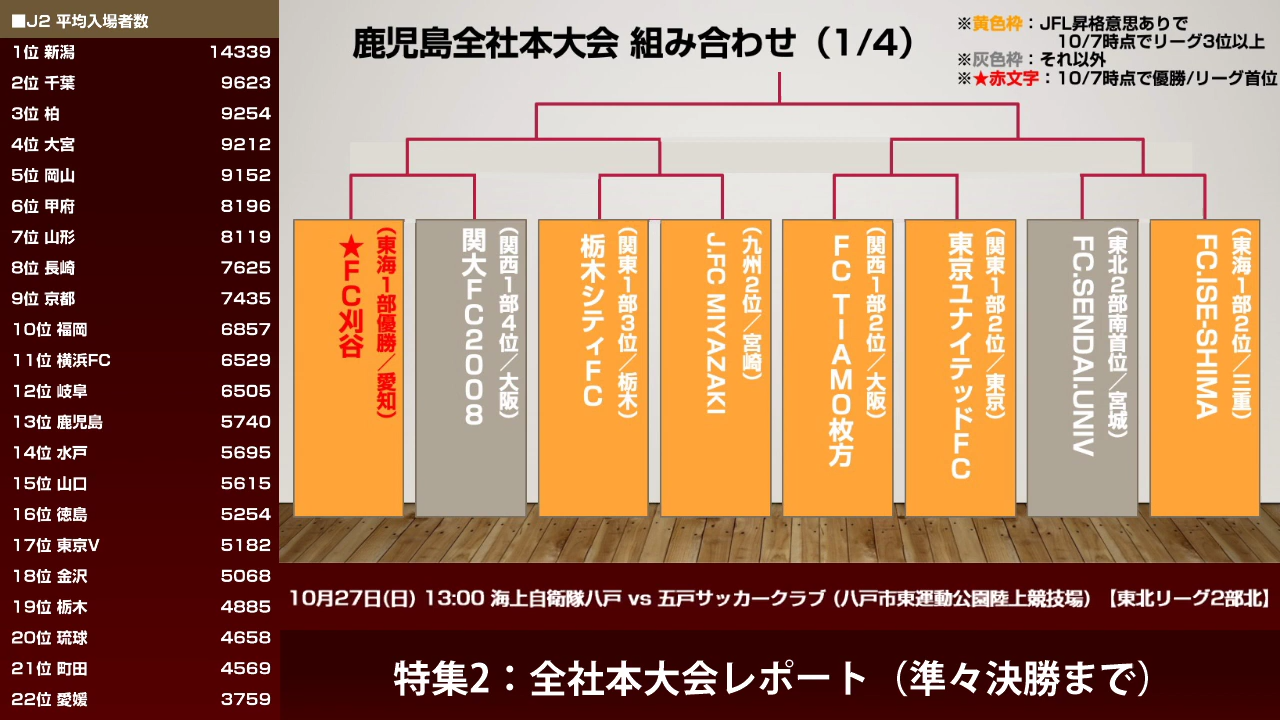 ■J2 平均入場者数
1位 新潟 14339
2位 千葉 9623
3位 柏 9254
4位 大宮 9212
5位 岡山 9152
6位 甲府 8196
7位 山形 8119
8位 長崎 7625
9位 京都 7435
10位 福岡 6857
11位 横浜FC 6529
12位 岐阜 6505
13位 鹿児島 5740
14位 水戸 5695
15位 山口 5615
16位 徳島 5254
17位 東京V 5182
18位 金沢 5068
19位 栃木 4885
20位 琉球 4658
21位 町田 4569
22位 愛媛 3759
鹿児島全社本大会 組み合わせ（1/4）
※黄色枠：JFL昇格意思ありで
10/7時点でリーグ3位以上
※灰色枠：それ以外
※★赤文字：10/7時点で優勝/リーグ首位
（東海1部優勝／愛知）
★FC刈谷
（関西1部4位／大阪）
関大FC2008
（関東1部3位／栃木）
栃木シティFC
（九州2位／宮崎）
J.FC MIYAZAKI
（関西1部2位／大阪）
FC TIAMO枚方
（関東1部2位／東京）
東京ユナイテッドFC
（東北2部南首位／宮城）
FC.SENDAI.UNIV
（東海1部2位／三重）
FC.ISE-SHIMA
10月27日(日) 13:00 海上自衛隊八戸 vs 五戸サッカークラブ (八戸市東運動公園陸上競技場) 【東北リーグ2部北】
特集2：全社本大会レポート（準々決勝まで）